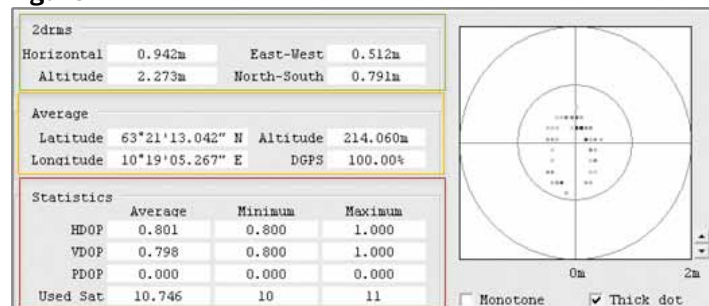 2drms
Horizontal 0.942m East-West 0.512m
Altitude 2.273m North-South 0.791m
Average
Latitude 63°21'13.042" N Altitude 214.060m
Longitude 10°19'05.267" E DGPS 100.00%
Statistics
Average Minimum Maximum
HDOP 0.801 0.800 1.000
VDOP 0.798 0.800 1.000
PDOP 0.000 0.000 0.000
Used Sat 10.746 10 11
0m 2m
Monotone Thick dot